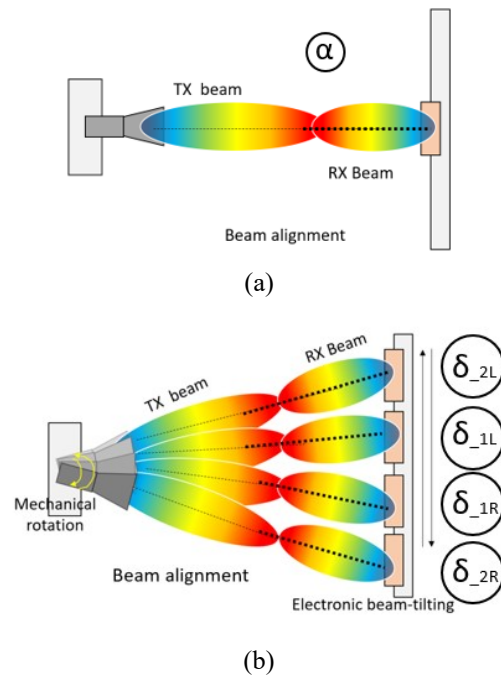 α
TX beam
RX Beam
Beam alignment
(a)
RX Beam
TX beam
δ_2L
δ_1L
Mechanical
rotation
δ_1R
Beam alignment
δ_2R
Electronic beam-tilting
(b)